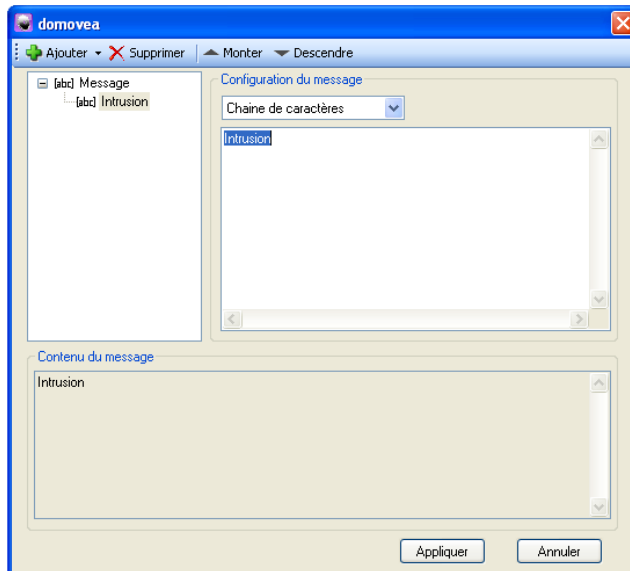 domovea
Ajouter Supprimer Monter Descendre
[abc] Message
[abc] Intrusion
Configuration du message
Chaine de caractères
Intrusion
Contenu du message
Intrusion
Appliquer Annuler